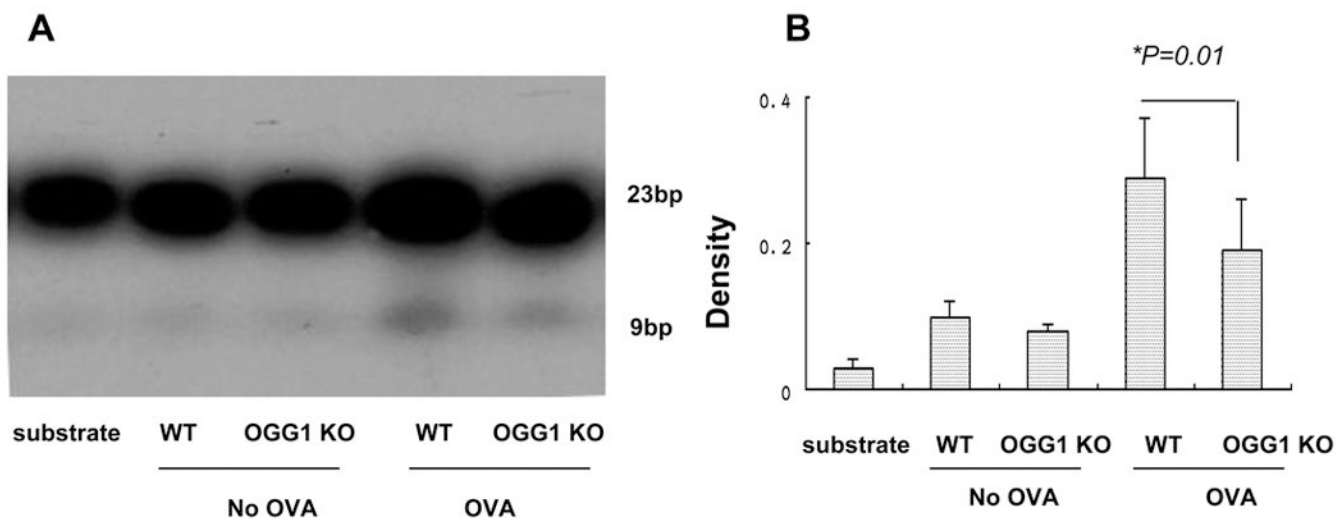 A
23bp
9bp
substrate WT OGG1 KO WT OGG1 KO
No OVA OVA
B
*P=0.01
0.4
0.2
0
Density
substrate WT OGG1 KO WT OGG1 KO
No OVA OVA